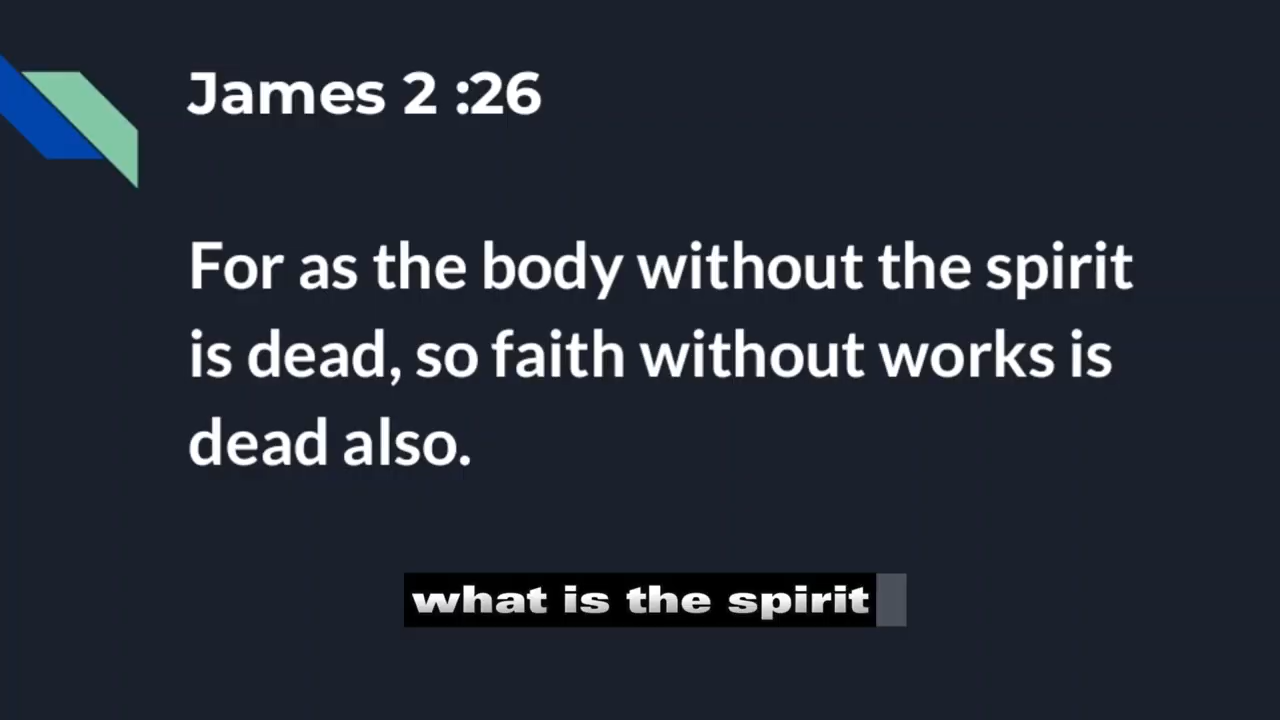 James 2 :26
For as the body without the spirit
is dead, so faith without works is
dead also.
what is the spirit